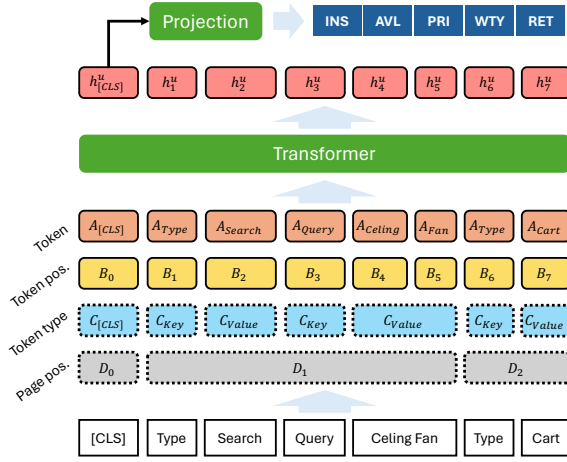 Projection INS AVL PRI WTY RET
h^u_[CLS] h^u_1 h^u_2 h^u_3 h^u_4 h^u_5 h^u_6 h^u_7
Transformer
Token A_[CLS] A_Type A_Search A_Query A_Celing A_Fan A_Type A_Cart
Token pos. B_0 B_1 B_2 B_3 B_4 B_5 B_6 B_7
Token type C_[CLS] C_Key C_Value C_Key C_Value C_Key C_Value
Page pos. D_0 D_1 D_2
[CLS] Type Search Query Celing Fan Type Cart